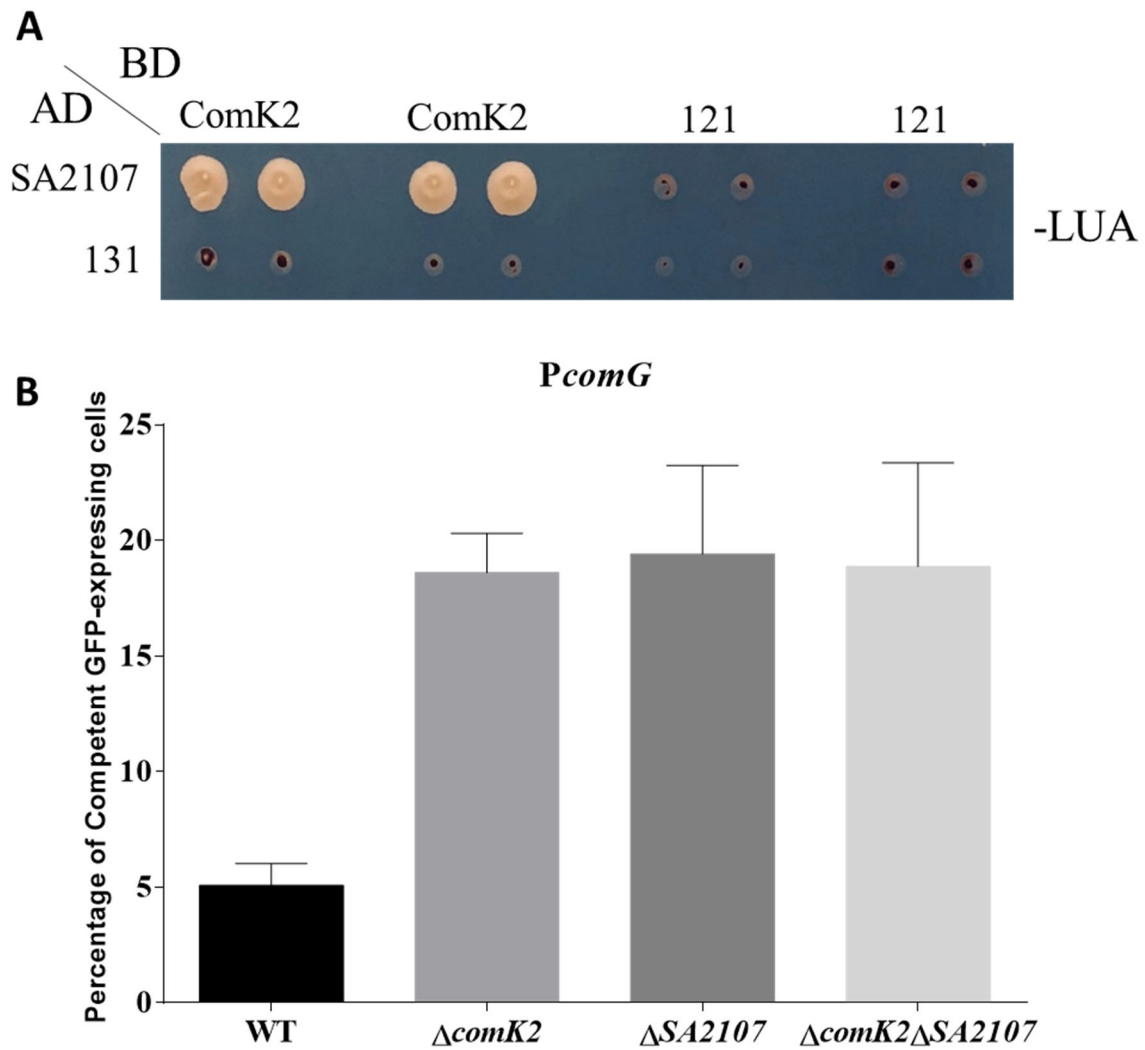 A
BD
AD
ComK2 ComK2 121 121
SA2107
-LUA
131
PcomG
B
Percentage of Competent GFP-expressing cells
25
20
15
10
5
0
WT ΔcomK2 ΔSA2107 ΔcomK2ΔSA2107